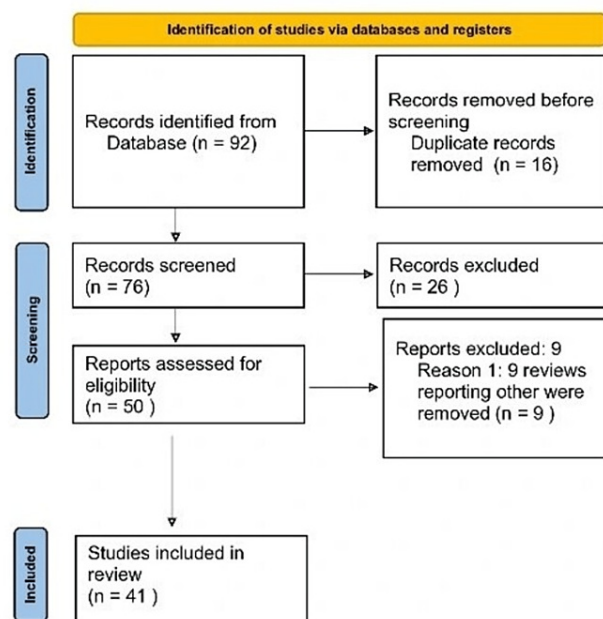 Identification of studies via databases and registers
Identification
Records identified from
Database (n = 92)
Records removed before
screening
Duplicate records
removed (n = 16)
Screening
Records screened
(n = 76)
Records excluded
(n = 26 )
Reports assessed for
eligibility
(n = 50 )
Reports excluded: 9
Reason 1: 9 reviews
reporting other were
removed (n = 9 )
Included
Studies included in
review
(n = 41 )